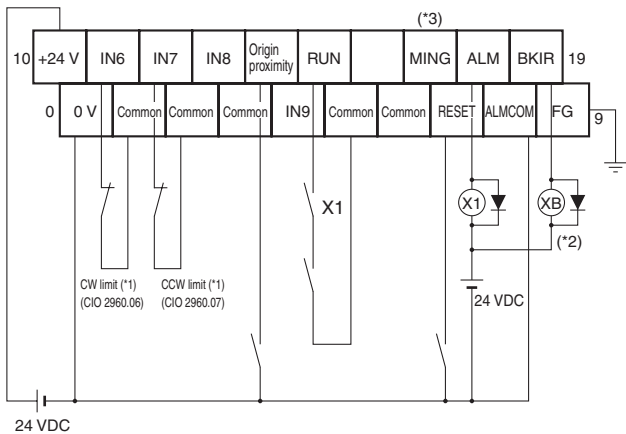 (*3)
10 +24 V IN6 IN7 IN8 Origin proximity RUN MING ALM BKIR 19
0 0 V Common Common Common IN9 Common Common RESET ALMCOM FG 9
X1
X1 XB
(*2)
CW limit (*1)
(CIO 2960.06)
CCW limit (*1)
(CIO 2960.07)
24 VDC
24 VDC